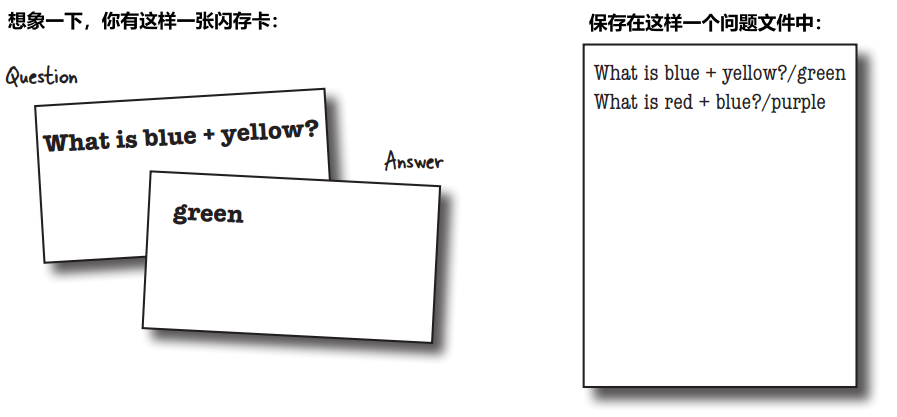 想象一下，你有这样一张闪存卡：
Question
What is blue + yellow?
Answer
green
保存在这样一个问题文件中：
What is blue + yellow?/green
What is red + blue?/purple